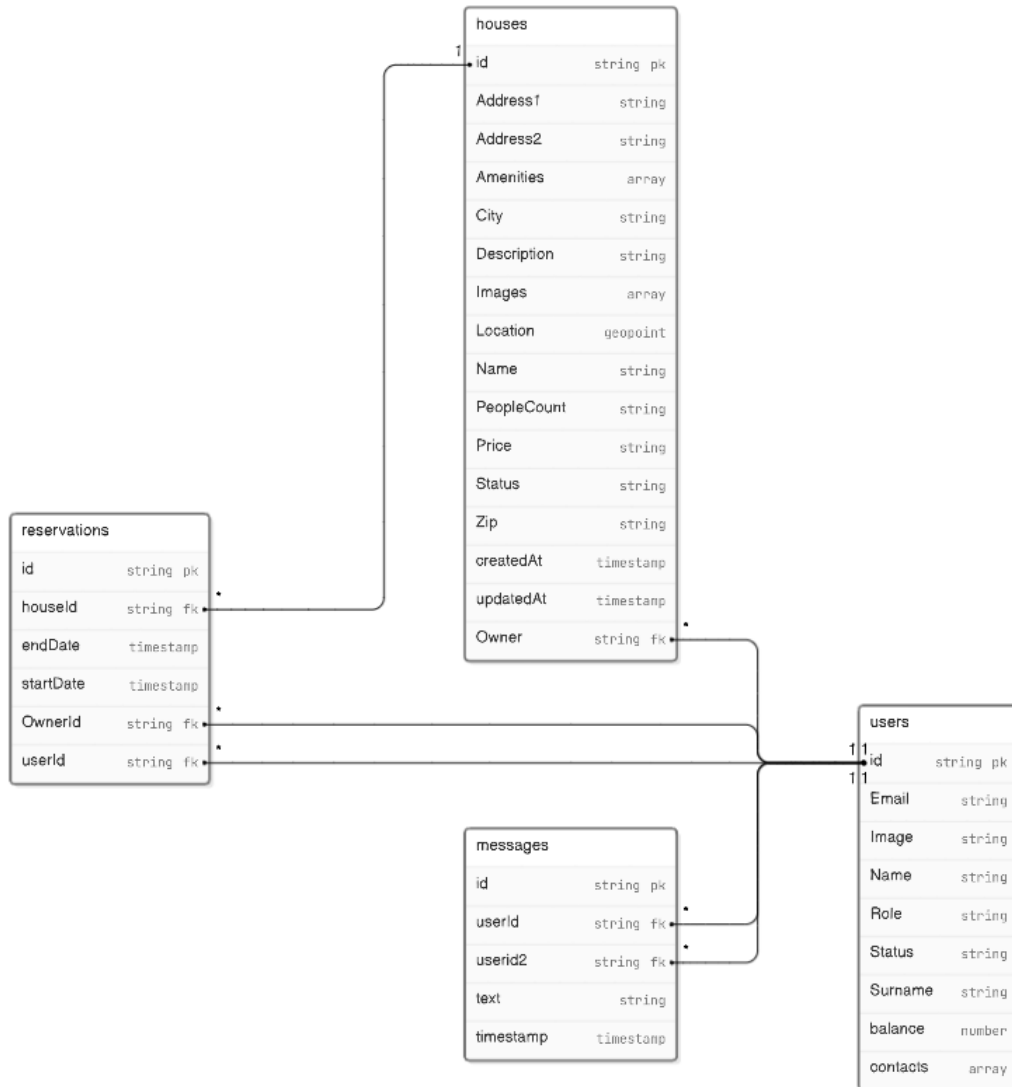 houses
1
id string pk
Address1 string
Address2 string
Amenities array
City string
Description string
Images array
Location geopoint
Name string
PeopleCount string
Price string
Status string
Zip string
createdAt timestamp
updatedAt timestamp
Owner string fk *
reservations
id string pk
houseId string fk *
endDate timestamp
startDate timestamp
OwnerId string fk *
userId string fk *
messages
id string pk
userId string fk *
userid2 string fk *
text string
timestamp timestamp
users
1 1
id string pk
1 1
Email string
Image string
Name string
Role string
Status string
Surname string
balance number
contacts array